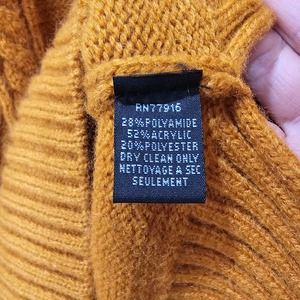 RN77916
28%POLYAMIDE
52%ACRYLIC
20%POLYESTER
DRY CLEAN ONLY
NETTOYAGE A SEC
SEULEMENT